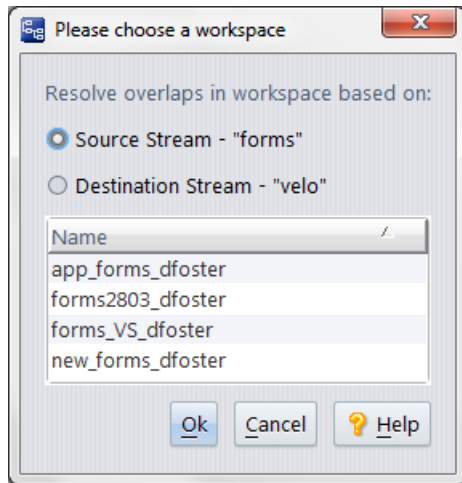 Please choose a workspace
Resolve overlaps in workspace based on:
Source Stream - "forms"
Destination Stream - "velo"
Name
app_forms_dfoster
forms2803_dfoster
forms_VS_dfoster
new_forms_dfoster
Ok Cancel Help